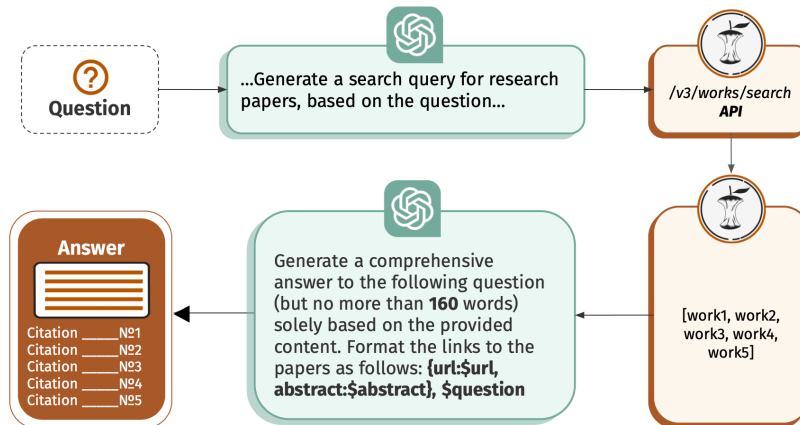 Question
...Generate a search query for research
papers, based on the question...
/v3/works/search
API
[work1, work2,
work3, work4,
work5]
Generate a comprehensive
answer to the following question
(but no more than 160 words)
solely based on the provided
content. Format the links to the
papers as follows: {url:$url,
abstract:$abstract}, $question
Answer
Citation _____№1
Citation _____№2
Citation _____№3
Citation _____№4
Citation _____№5